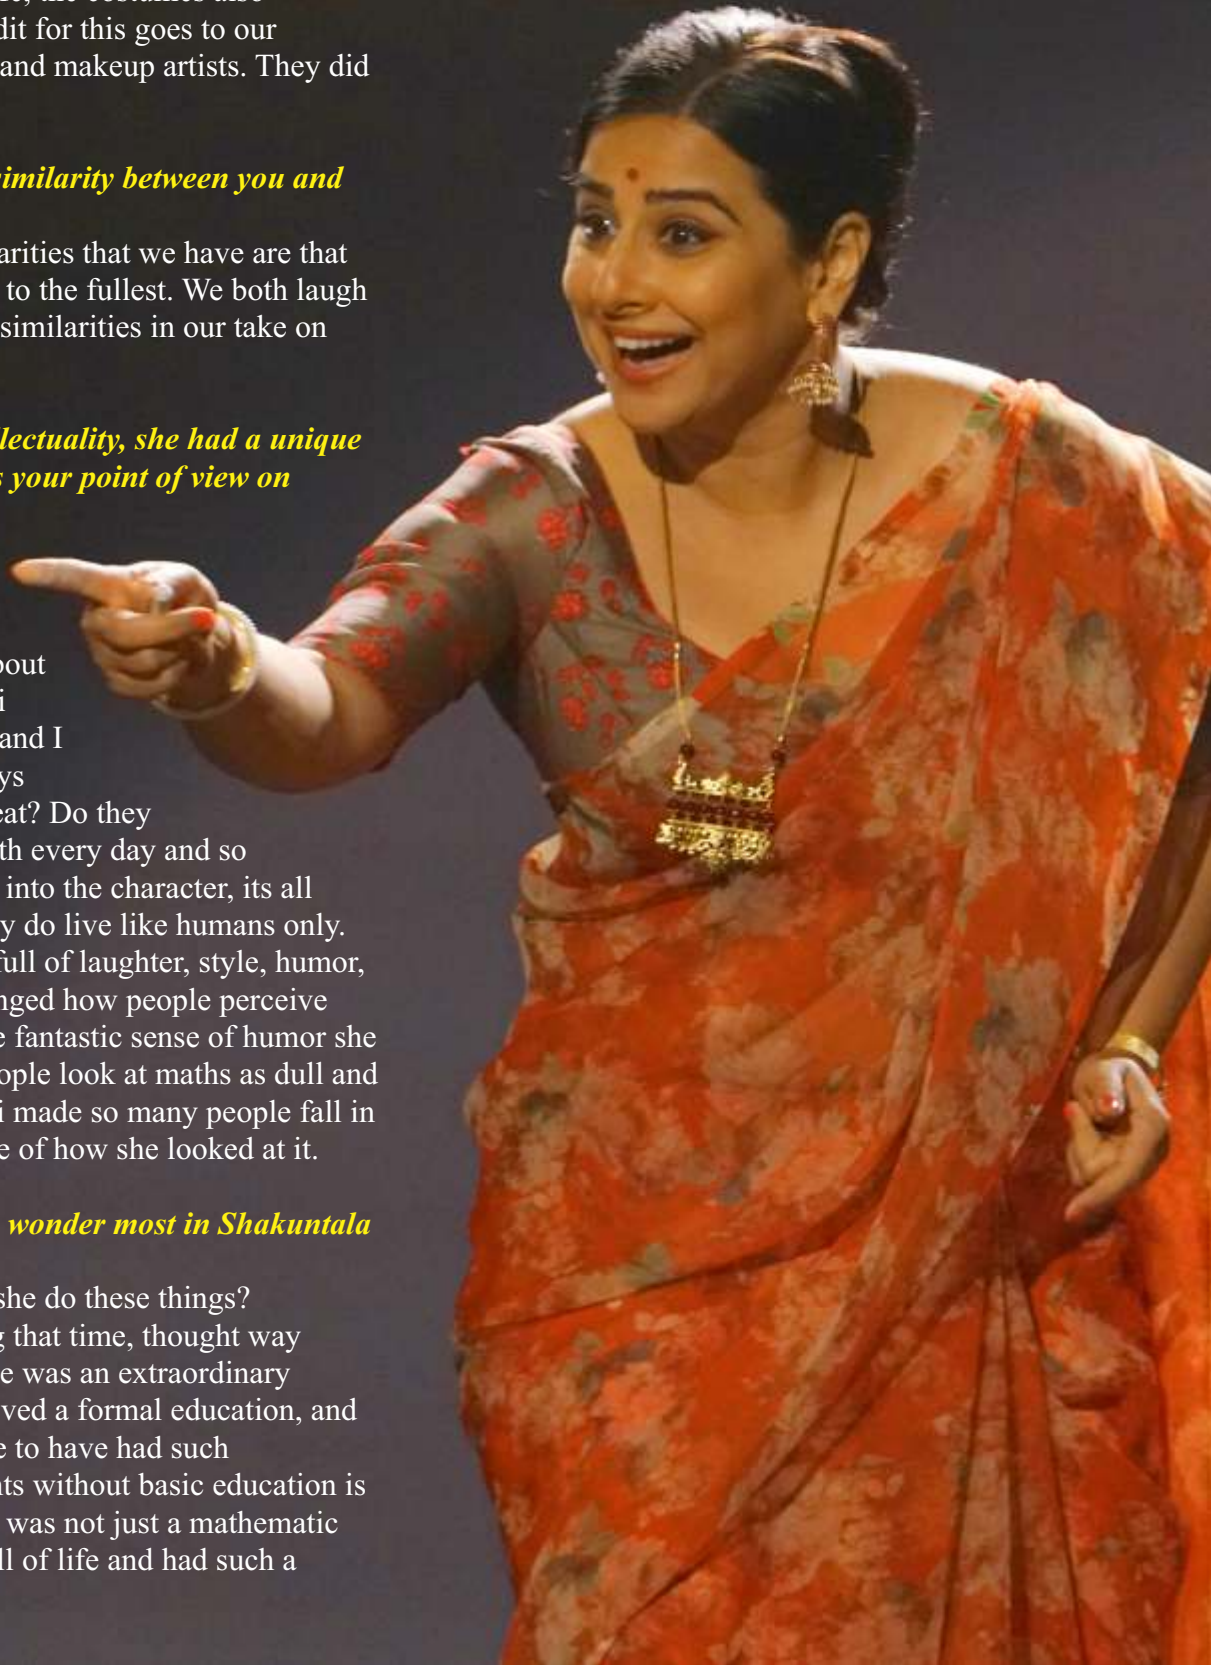 the costumes also
dit for this goes to our
and makeup artists. They did
similarity between you and
arities that we have are that
to the fullest. We both laugh
similarities in our take on
lectuality, she had a unique
s your point of view on
bout
i
and I
ys
eat? Do they
th every day and so
into the character, its all
y do live like humans only.
full of laughter, style, humor,
nged how people perceive
e fantastic sense of humor she
ople look at maths as dull and
i made so many people fall in
e of how she looked at it.
wonder most in Shakuntala
she do these things?
g that time, thought way
e was an extraordinary
ved a formal education, and
e to have had such
nts without basic education is
was not just a mathematic
ll of life and had such a